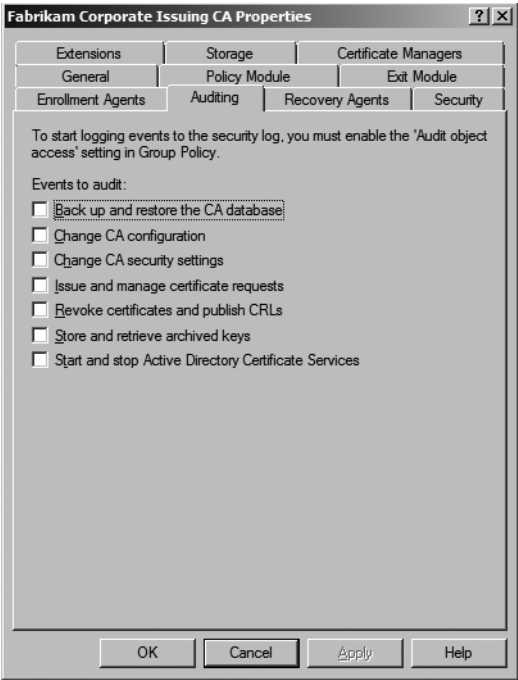 Fabrikam Corporate Issuing CA Properties
Extensions Storage Certificate Managers
General Policy Module Exit Module
Enrollment Agents Auditing Recovery Agents Security
To start logging events to the security log, you must enable the 'Audit object
access' setting in Group Policy.
Events to audit:
Back up and restore the CA database
Change CA configuration
Change CA security settings
Issue and manage certificate requests
Revoke certificates and publish CRLs
Store and retrieve archived keys
Start and stop Active Directory Certificate Services
OK Cancel Apply Help